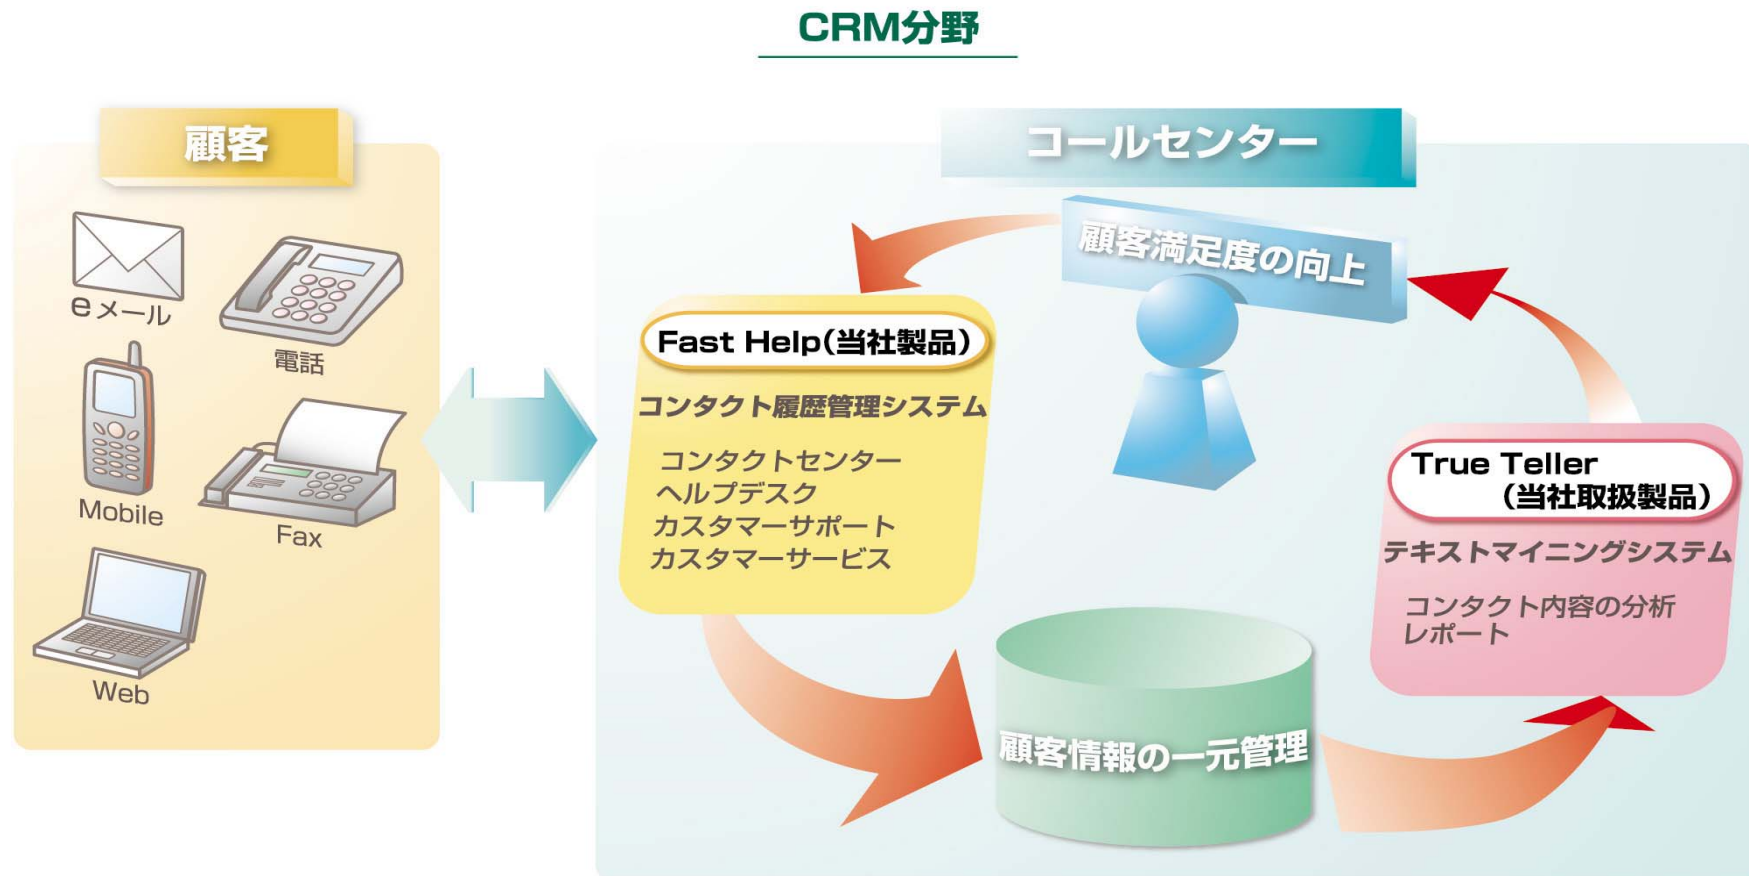 CRM分野
顧客
eメール
電話
Mobile
Fax
Web
コールセンター
顧客満足度の向上
Fast Help(当社製品)
コンタクト履歴管理システム
コンタクトセンター
ヘルプデスク
カスタマーサポート
カスタマーサービス
顧客情報の一元管理
True Teller
(当社取扱製品)
テキストマイニングシステム
コンタクト内容の分析
レポート